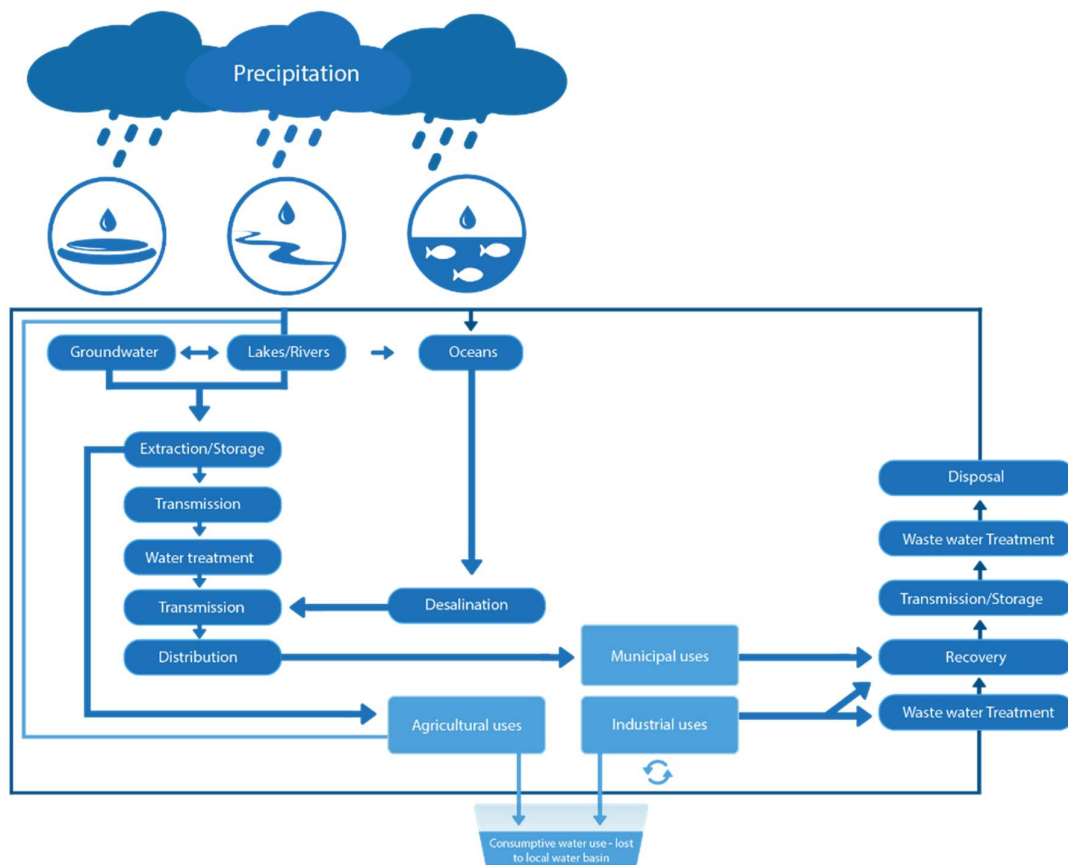 Precipitation
Groundwater
Lakes/Rivers
Oceans
Extraction/Storage
Transmission
Water treatment
Transmission
Desalination
Distribution
Municipal uses
Agricultural uses
Industrial uses
Disposal
Waste water Treatment
Transmission/Storage
Recovery
Waste water Treatment
Consumptive water use - lost
to local water basin